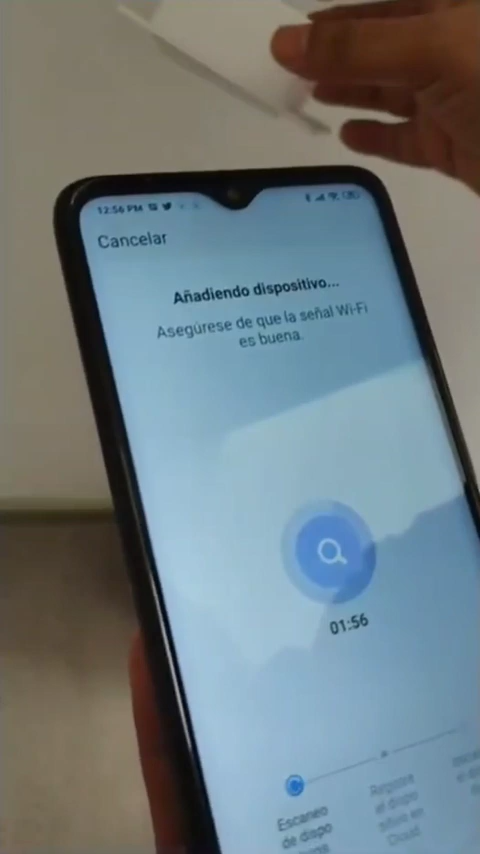 12:56 PM
Cancelar
Añadiendo dispositivo...
Asegúrese de que la señal Wi-Fi
es buena.
01:56
Escaneo
de dispo
Registre
el dispo
sitivo en
Cloud.